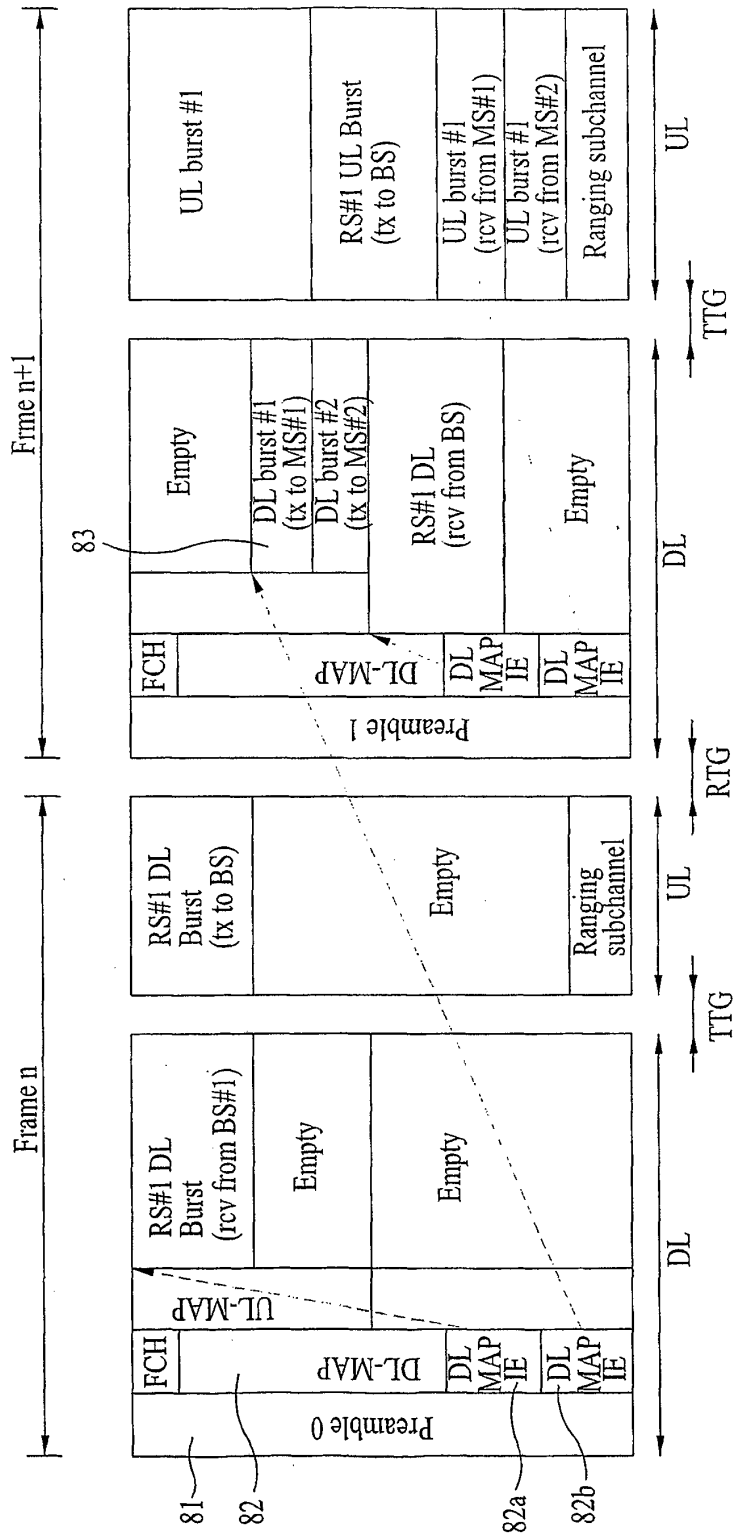 Frame n
Frme n+1
81
82
82a
82b
83
Preamble 0
FCH
DL-MAP
DL
MAP
IE
DL
MAP
IE
UL-MAP
RS#1 DL
Burst
(rcv from BS#1)
Empty
Empty
RS#1 DL
Burst
(tx to BS)
Empty
Ranging
subchannel
Preamble 1
FCH
DL-MAP
DL
MAP
IE
DL
MAP
IE
Empty
DL burst #1
(tx to MS#1)
DL burst #2
(tx to MS#2)
RS#1 DL
(rcv from BS)
Empty
UL burst #1
RS#1 UL Burst
(tx to BS)
UL burst #1
(rcv from MS#1)
UL burst #1
(rcv from MS#2)
Ranging subchannel
DL
TTG
UL
RTG
DL
TTG
UL